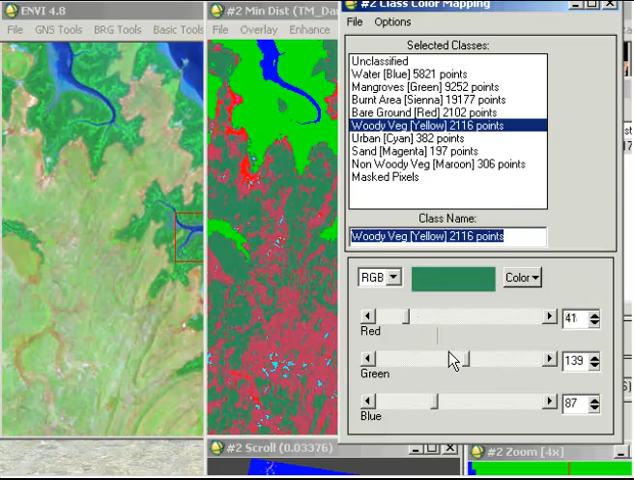 ENVI 4.8
File GNS Tools BRG Tools Basic Tools
#2 Min Dist (TM_Da
File Overlay Enhance
#2 Class Color Mapping
File Options
Selected Classes:
Unclassified
Water [Blue] 5821 points
Mangroves [Green] 9252 points
Burnt Area [Sienna] 19177 points
Bare Ground [Red] 2102 points
Woody Veg [Yellow] 2116 points
Urban [Cyan] 382 points
Sand [Magenta] 197 points
Non Woody Veg [Maroon] 306 points
Masked Pixels
Class Name:
Woody Veg [Yellow] 2116 points
RGB Color
41
Red
139
Green
87
Blue
#2 Scroll (0.03376)
#2 Zoom [4x]